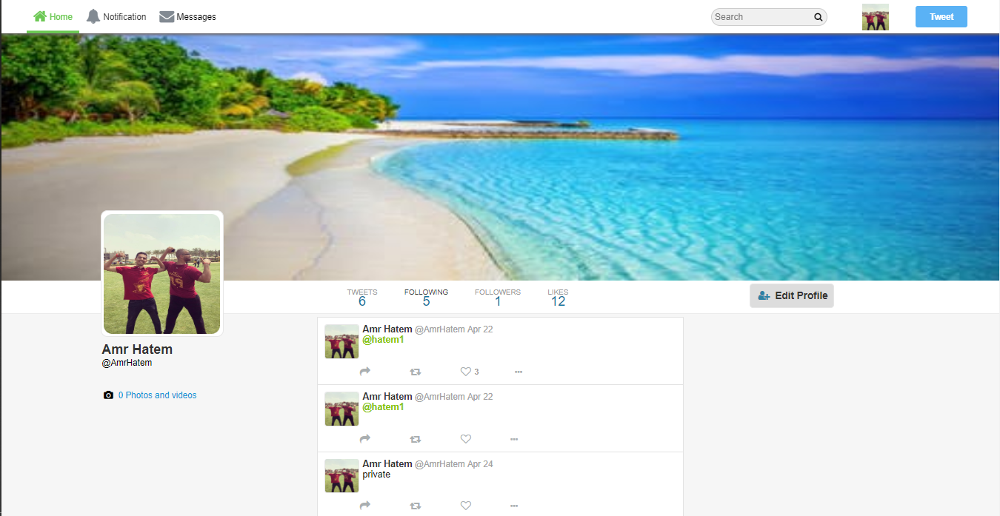 Home Notification Messages Search Tweet
19
TWEETS FOLLOWING FOLLOWERS LIKES
6 5 1 12
Edit Profile
Amr Hatem
@AmrHatem
0 Photos and videos
Amr Hatem @AmrHatem Apr 22
@hatem1
3
Amr Hatem @AmrHatem Apr 22
@hatem1
Amr Hatem @AmrHatem Apr 24
private